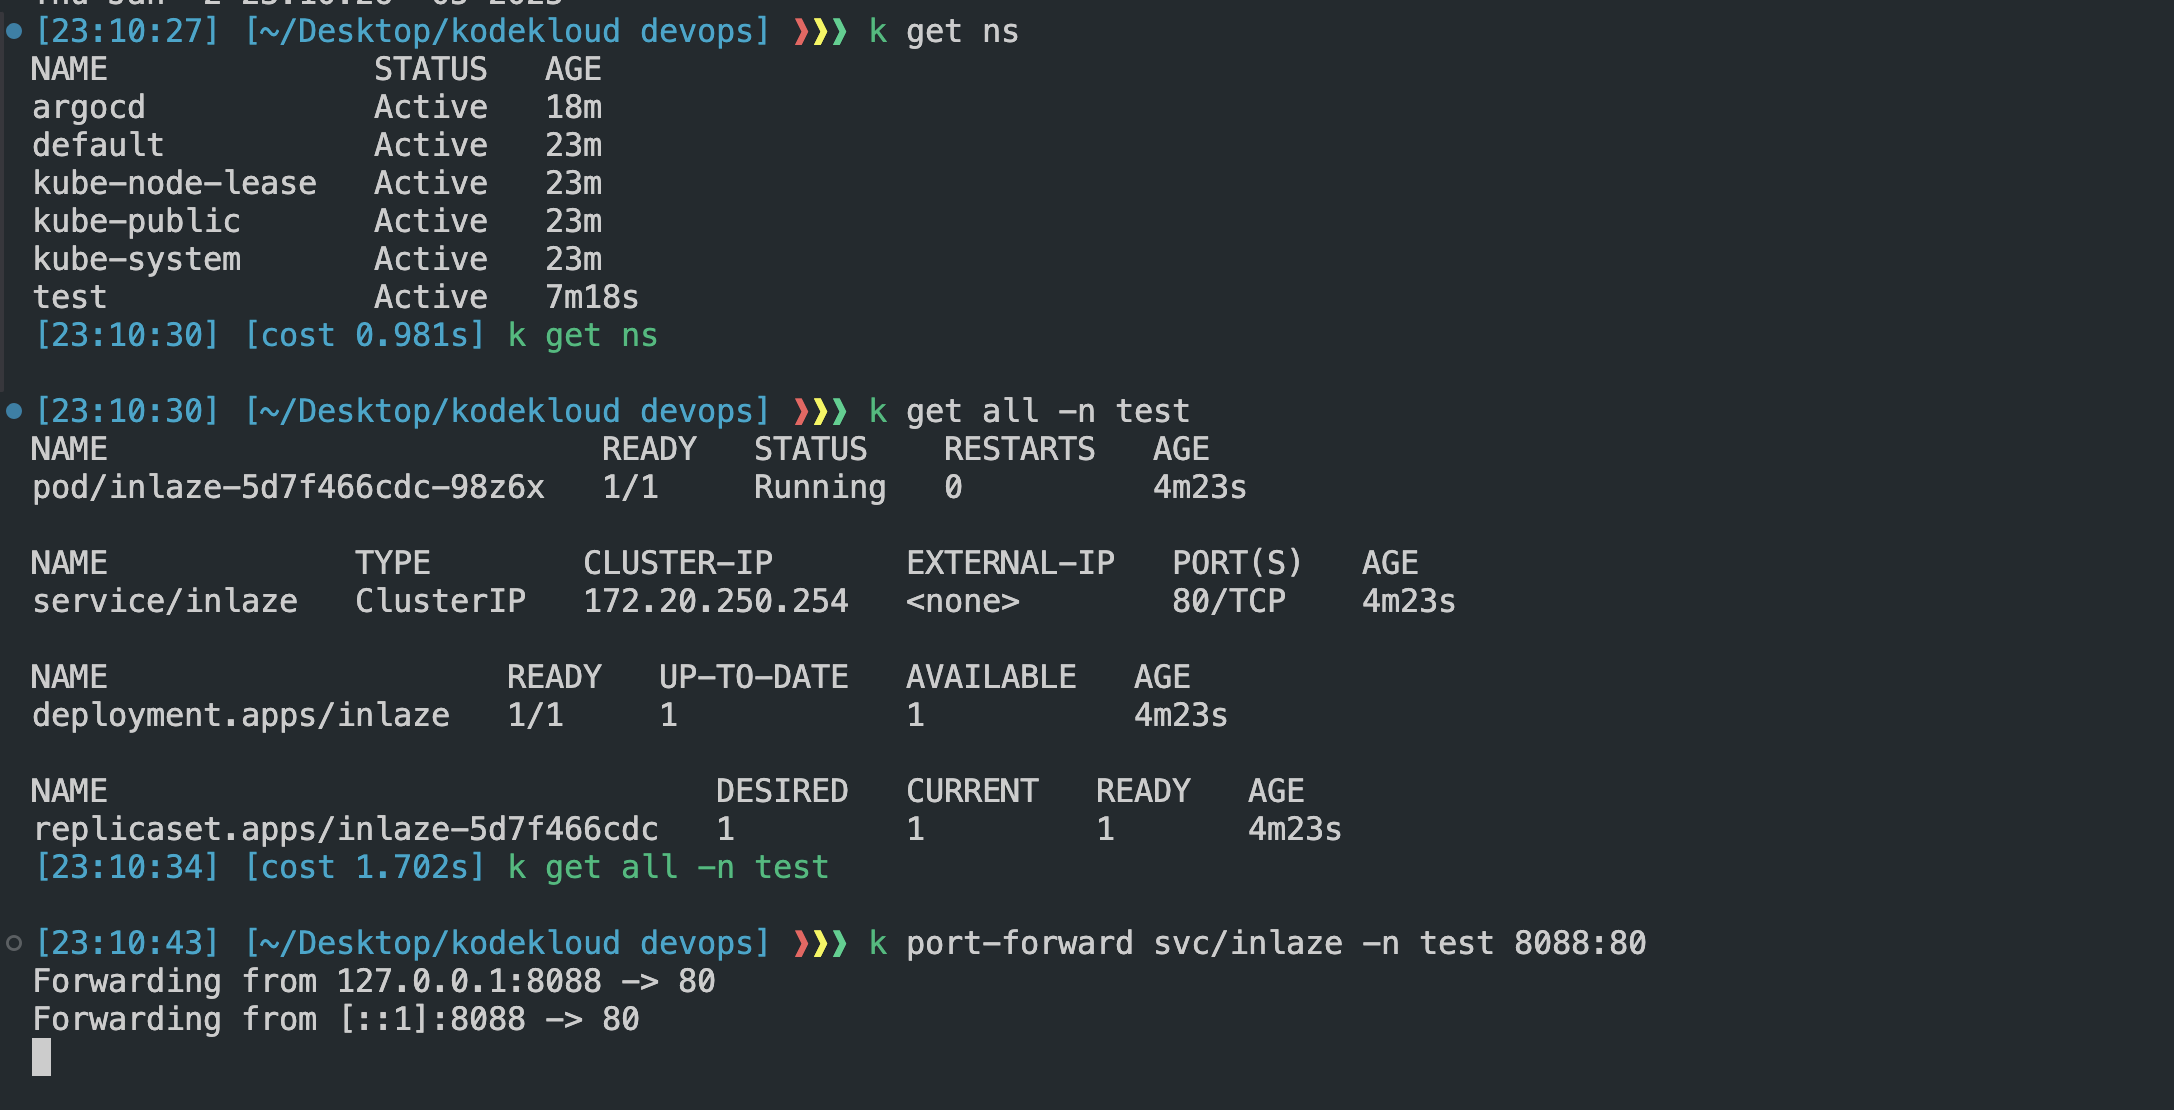 [23:10:27] [~/Desktop/kodekloud devops] ❯❯❯ k get ns
NAME              STATUS   AGE
argocd            Active   18m
default           Active   23m
kube-node-lease   Active   23m
kube-public       Active   23m
kube-system       Active   23m
test              Active   7m18s
[23:10:30] [cost 0.981s] k get ns
[23:10:30] [~/Desktop/kodekloud devops] ❯❯❯ k get all -n test
NAME                          READY   STATUS    RESTARTS   AGE
pod/inlaze-5d7f466cdc-98z6x   1/1     Running   0          4m23s
NAME             TYPE        CLUSTER-IP       EXTERNAL-IP   PORT(S)   AGE
service/inlaze   ClusterIP   172.20.250.254   <none>        80/TCP    4m23s
NAME                     READY   UP-TO-DATE   AVAILABLE   AGE
deployment.apps/inlaze   1/1     1            1           4m23s
NAME                                DESIRED   CURRENT   READY   AGE
replicaset.apps/inlaze-5d7f466cdc   1         1         1       4m23s
[23:10:34] [cost 1.702s] k get all -n test
[23:10:43] [~/Desktop/kodekloud devops] ❯❯❯ k port-forward svc/inlaze -n test 8088:80
Forwarding from 127.0.0.1:8088 -> 80
Forwarding from [::1]:8088 -> 80